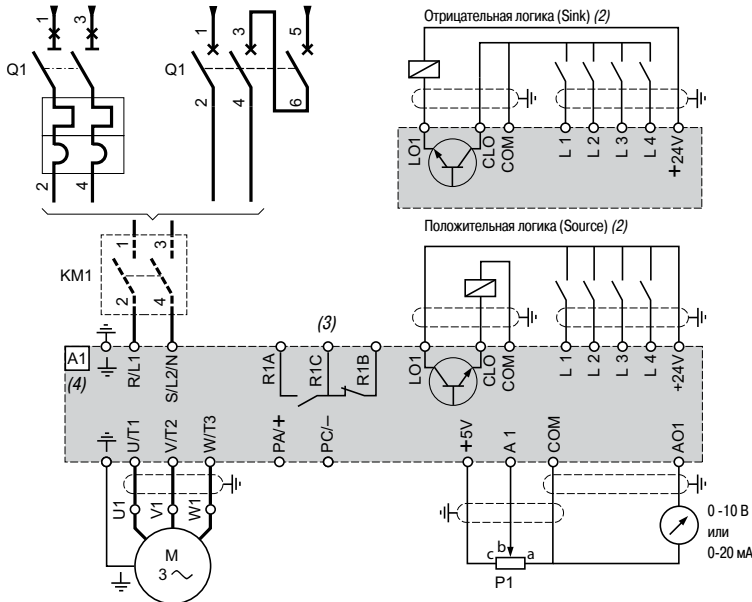 Отрицательная логика (Sink) (2)
1
3
Q1
2
4
1
3
5
Q1
2
4
6
LO1
CLO
COM
L 1
L 2
L 3
L 4
+24V
Положительная логика (Source) (2)
1
3
KM1
2
4
(3)
A1
(4)
R/L1
S/L2/N
R1A
R1C
R1B
LO1
CLO
COM
L 1
L 2
L 3
L 4
+24V
U/T1
V/T2
W/T3
PA/+
PC/−
+5V
A 1
COM
AO1
U1
V1
W1
M
3
c
b
a
P1
0 -10 В
или
0-20 мА